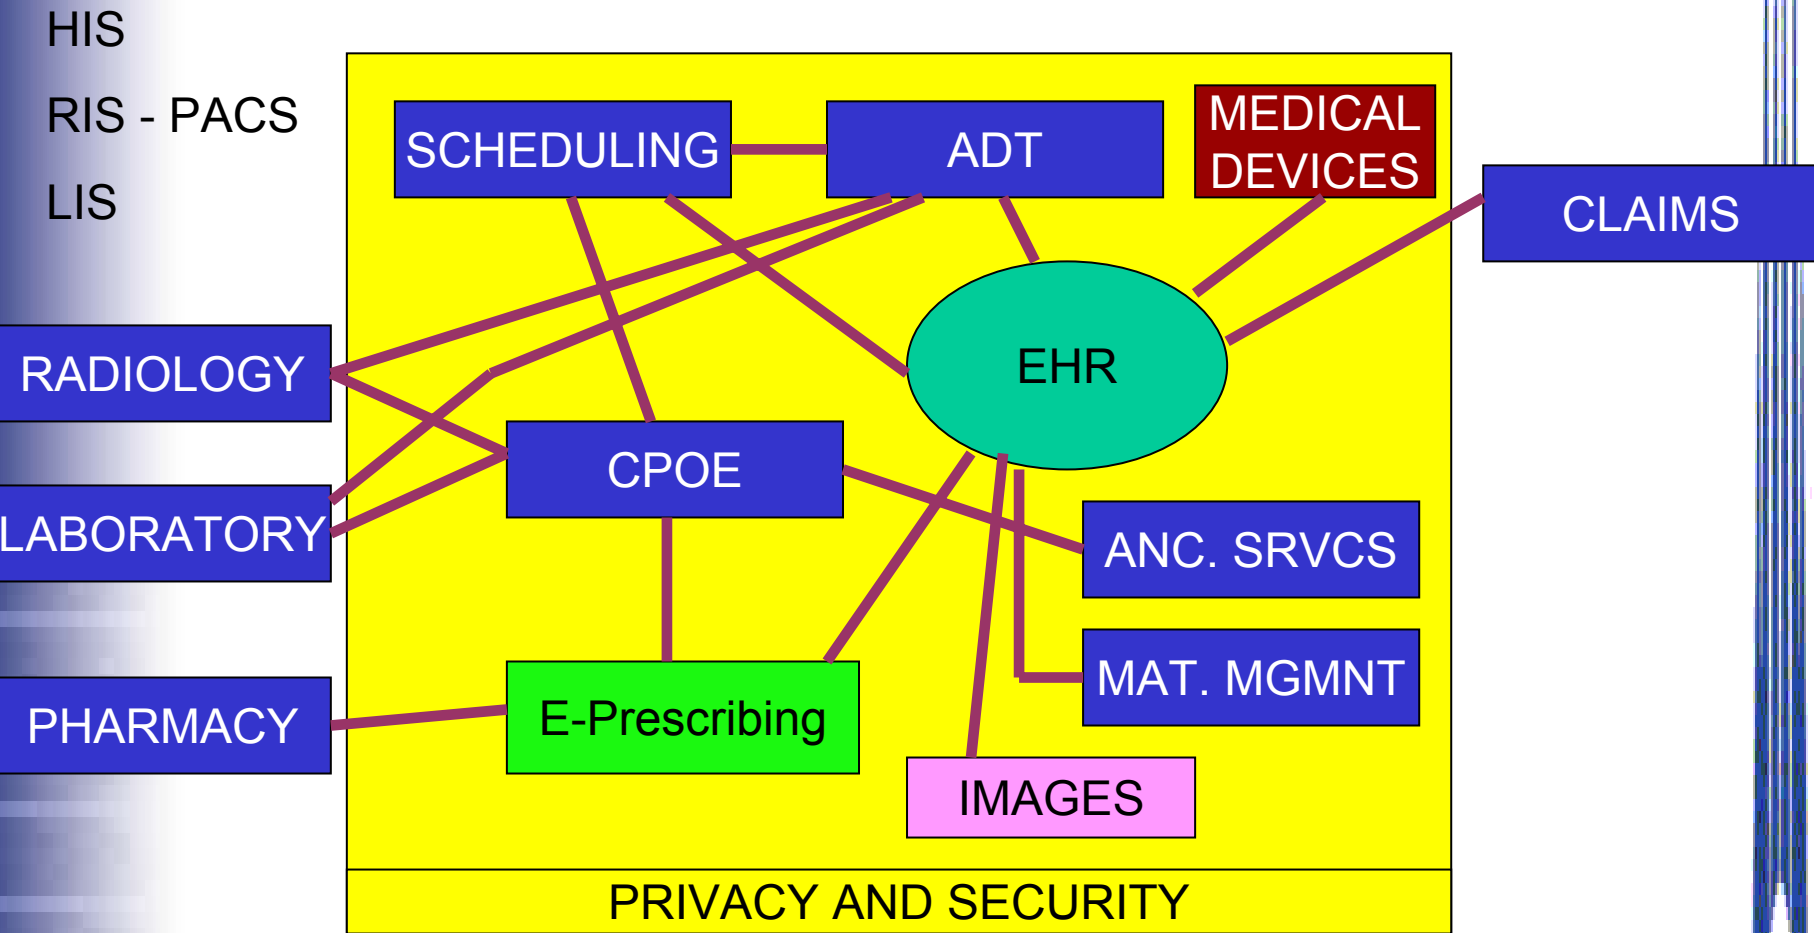 HIS
RIS - PACS
LIS
SCHEDULING
ADT
MEDICAL
DEVICES
CLAIMS
RADIOLOGY
EHR
CPOE
LABORATORY
ANC. SRVCS
MAT. MGMNT
PHARMACY
E-Prescribing
IMAGES
PRIVACY AND SECURITY